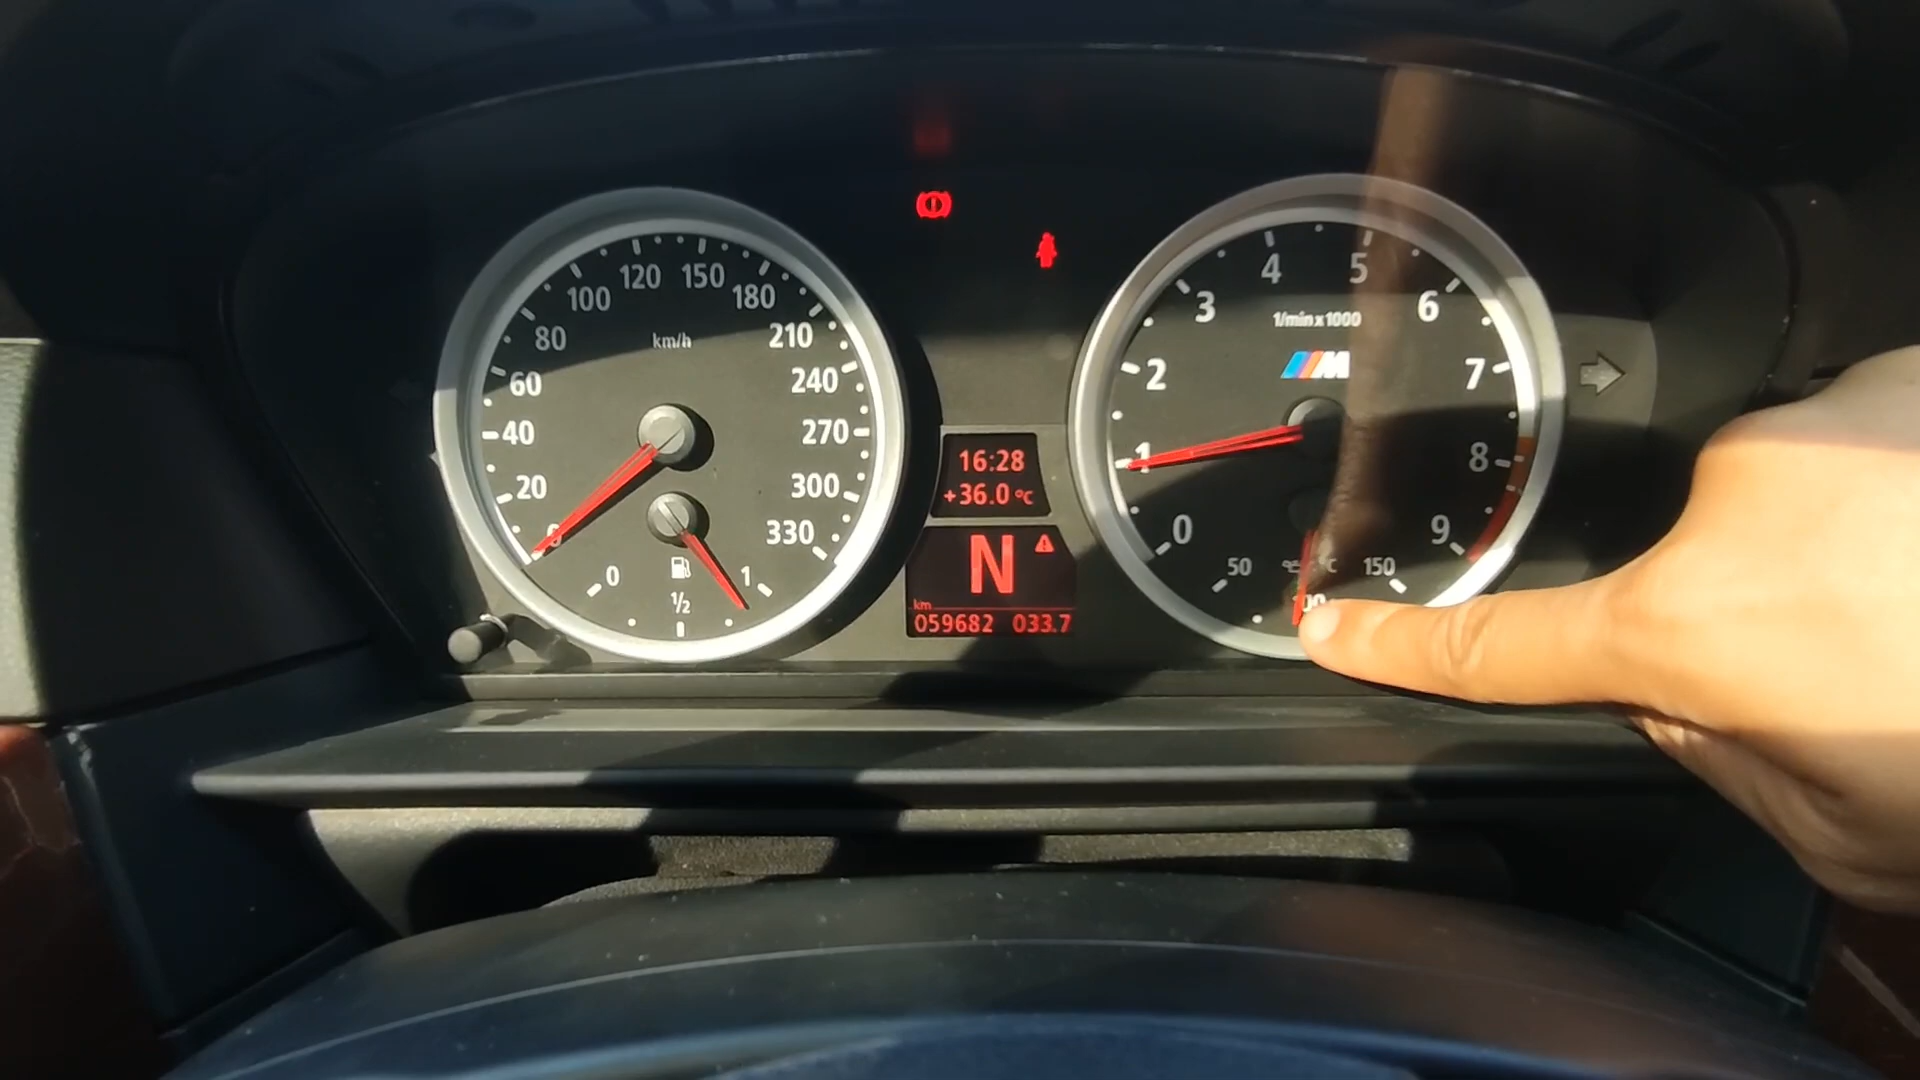 120 150
100 180
80 km/h 210
60 240
40 270
20 300
0 330
0 1
1/2
16:28
+36.0 °C
N
km
059682 033.7
4 5
3 6
1/min x 1000
2 M 7
1 8
0 9
50 °C 150